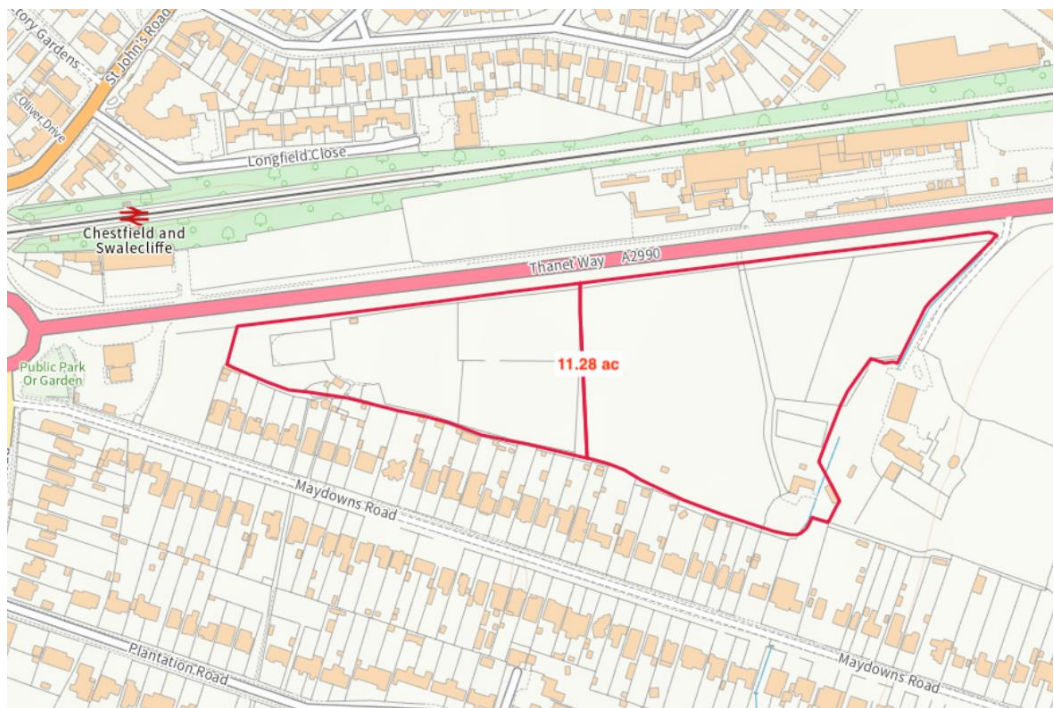 St John's Road
tory Gardens
Oliver Drive
Longfield Close
Chestfield and
Swalecliffe
Thanet Way A2990
11.28 ac
Public Park
Or Garden
Maydowns Road
Maydowns Road
Plantation Road